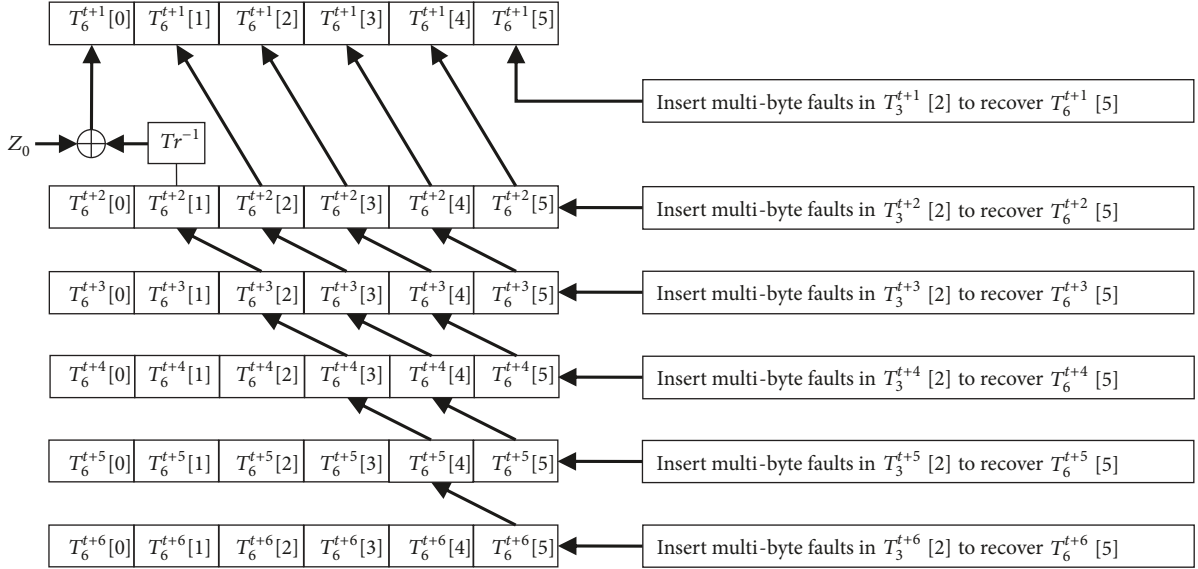 T_6^{t+1}[0] T_6^{t+1}[1] T_6^{t+1}[2] T_6^{t+1}[3] T_6^{t+1}[4] T_6^{t+1}[5]
Insert multi-byte faults in T_3^{t+1} [2] to recover T_6^{t+1} [5]
Z_0 Tr^{-1}
T_6^{t+2}[0] T_6^{t+2}[1] T_6^{t+2}[2] T_6^{t+2}[3] T_6^{t+2}[4] T_6^{t+2}[5] Insert multi-byte faults in T_3^{t+2} [2] to recover T_6^{t+2} [5]
T_6^{t+3}[0] T_6^{t+3}[1] T_6^{t+3}[2] T_6^{t+3}[3] T_6^{t+3}[4] T_6^{t+3}[5] Insert multi-byte faults in T_3^{t+3} [2] to recover T_6^{t+3} [5]
T_6^{t+4}[0] T_6^{t+4}[1] T_6^{t+4}[2] T_6^{t+4}[3] T_6^{t+4}[4] T_6^{t+4}[5] Insert multi-byte faults in T_3^{t+4} [2] to recover T_6^{t+4} [5]
T_6^{t+5}[0] T_6^{t+5}[1] T_6^{t+5}[2] T_6^{t+5}[3] T_6^{t+5}[4] T_6^{t+5}[5] Insert multi-byte faults in T_3^{t+5} [2] to recover T_6^{t+5} [5]
T_6^{t+6}[0] T_6^{t+6}[1] T_6^{t+6}[2] T_6^{t+6}[3] T_6^{t+6}[4] T_6^{t+6}[5] Insert multi-byte faults in T_3^{t+6} [2] to recover T_6^{t+6} [5]